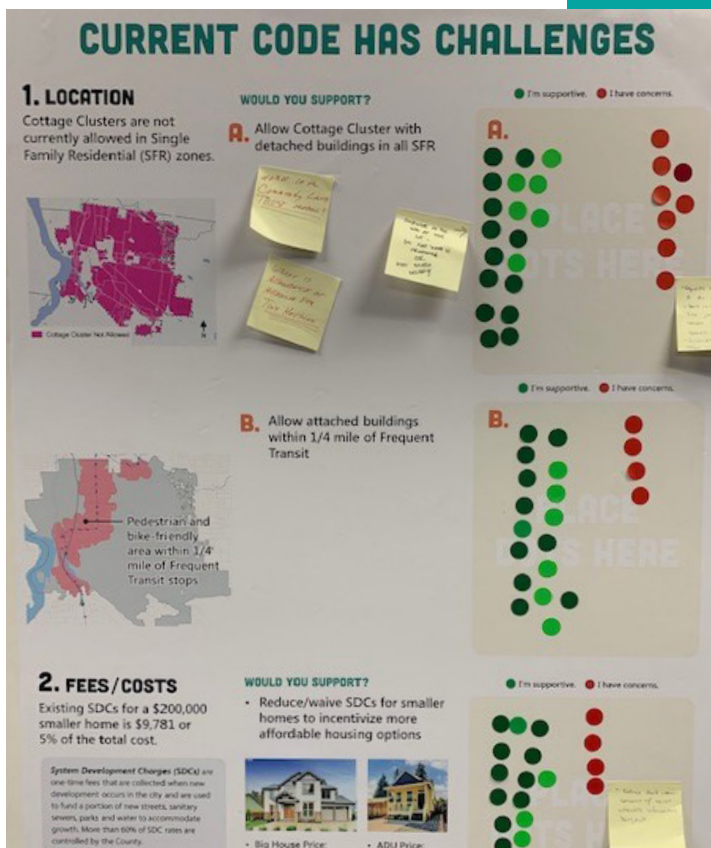 CURRENT CODE HAS CHALLENGES
1. LOCATION
Cottage Clusters are not
currently allowed in Single
Family Residential (SFR) zones.
Cottage Cluster Not Allowed
N
WOULD YOU SUPPORT?
A. Allow Cottage Cluster with
detached buildings in all SFR
I'm supportive. I have concerns.
A.
PLACE
DOTS HERE
Pedestrian and
bike-friendly
area within 1/4
mile of Frequent
Transit stops
B. Allow attached buildings
within 1/4 mile of Frequent
Transit
I'm supportive. I have concerns.
B.
PLACE
DOTS HERE
2. FEES/COSTS
Existing SDCs for a $200,000
smaller home is $9,781 or
5% of the total cost.
System Development Charges (SDCs) are
one-time fees that are collected when new
development occurs in the city and are used
to fund a portion of new streets, sanitary
sewers, parks and water to accommodate
growth. More than 60% of SDC rates are
controlled by the County.
WOULD YOU SUPPORT?
• Reduce/waive SDCs for smaller
homes to incentivize more
affordable housing options
• Big House Price:
• ADU Price:
I'm supportive. I have concerns.